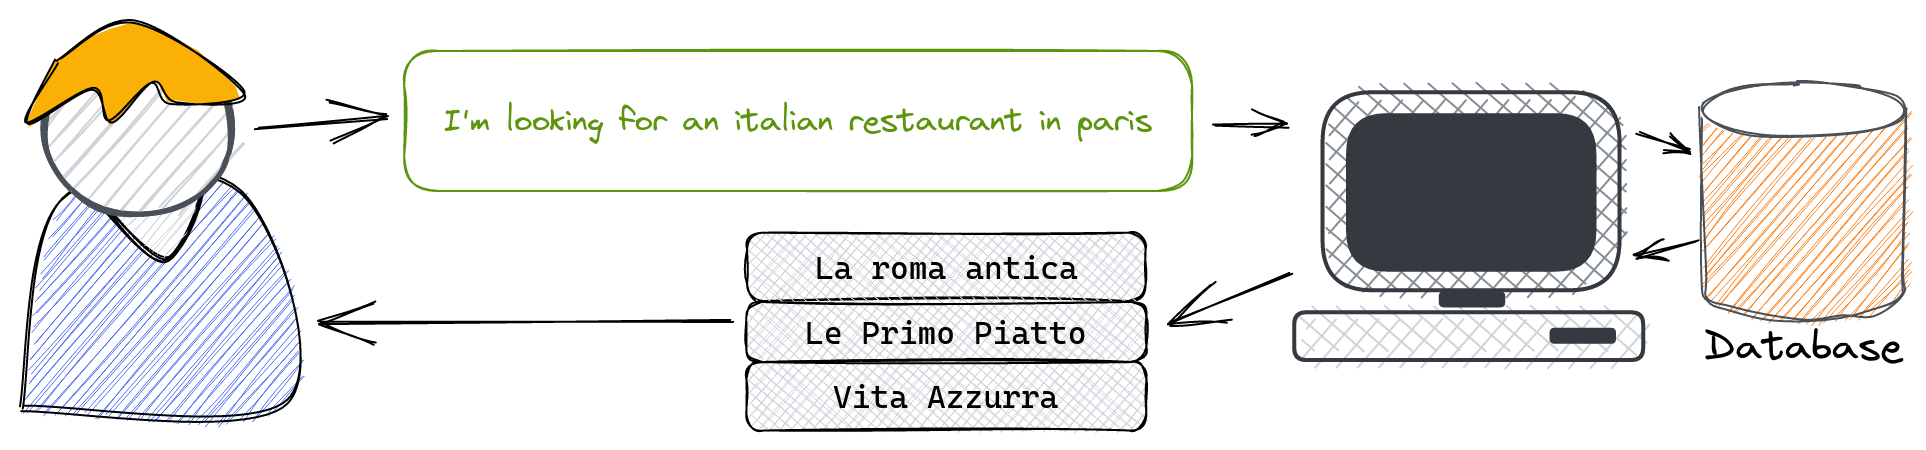 I'm looking for an italian restaurant in paris
La roma antica
Le Primo Piatto
Vita Azzurra
Database